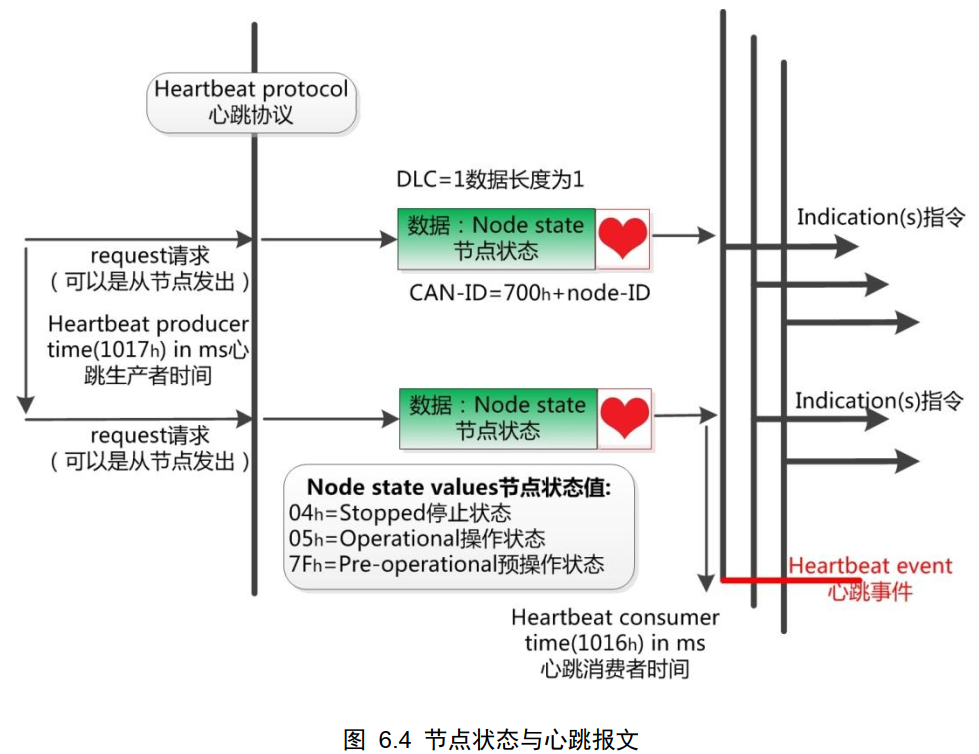 Heartbeat protocol
心跳协议
DLC=1数据长度为1
数据：Node state
节点状态
Indication(s)指令
request请求
（可以是从节点发出）
CAN-ID=700h+node-ID
Heartbeat producer
time(1017h) in ms心
跳生产者时间
数据：Node state
节点状态
Indication(s)指令
request请求
（可以是从节点发出）
Node state values节点状态值:
04h=Stopped停止状态
05h=Operational操作状态
7Fh=Pre-operational预操作状态
Heartbeat event
心跳事件
Heartbeat consumer
time(1016h) in ms
心跳消费者时间
图 6.4 节点状态与心跳报文